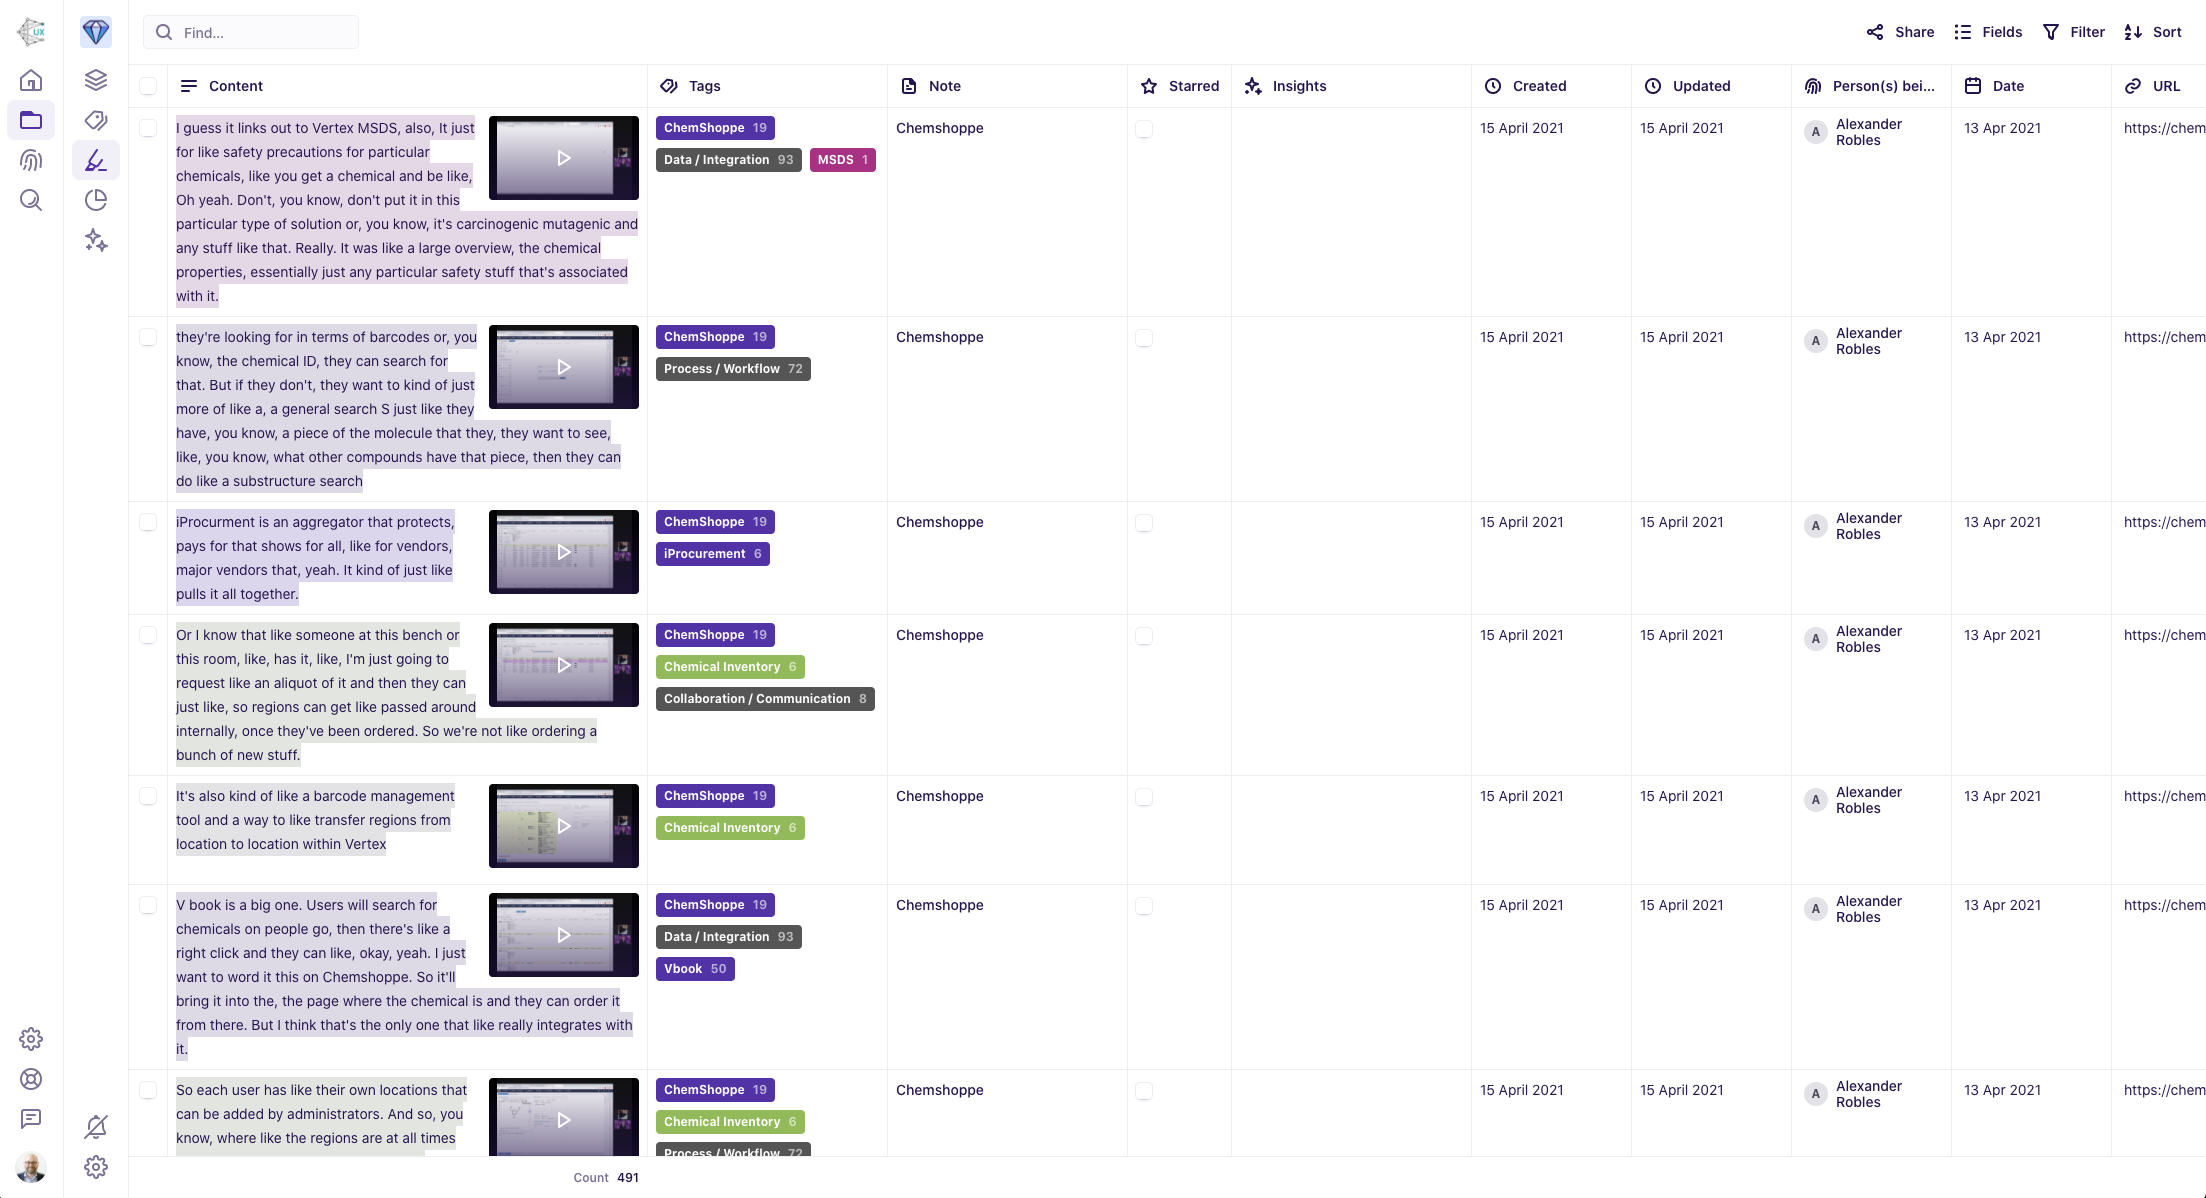 UX
Find...
Share
Fields
Filter
Sort
Content
Tags
Note
Starred
Insights
Created
Updated
Person(s) bei...
Date
URL
I guess it links out to Vertex MSDS, also, It just
for like safety precautions for particular
chemicals, like you get a chemical and be like,
Oh yeah. Don't, you know, don't put it in this
particular type of solution or, you know, it's carcinogenic mutagenic and
any stuff like that. Really. It was like a large overview, the chemical
properties, essentially just any particular safety stuff that's associated
with it.
ChemShoppe 19
Data / Integration 93
MSDS 1
Chemshoppe
15 April 2021
15 April 2021
A
Alexander
Robles
13 Apr 2021
https://chem
they're looking for in terms of barcodes or, you
know, the chemical ID, they can search for
that. But if they don't, they want to kind of just
more of like a, a general search S just like they
have, you know, a piece of the molecule that they, they want to see,
like, you know, what other compounds have that piece, then they can
do like a substructure search
ChemShoppe 19
Process / Workflow 72
Chemshoppe
15 April 2021
15 April 2021
A
Alexander
Robles
13 Apr 2021
https://chem
iProcurment is an aggregator that protects,
pays for that shows for all, like for vendors,
major vendors that, yeah. It kind of just like
pulls it all together.
ChemShoppe 19
iProcurement 6
Chemshoppe
15 April 2021
15 April 2021
A
Alexander
Robles
13 Apr 2021
https://chem
Or I know that like someone at this bench or
this room, like, has it, like, I'm just going to
request like an aliquot of it and then they can
just like, so regions can get like passed around
internally, once they've been ordered. So we're not like ordering a
bunch of new stuff.
ChemShoppe 19
Chemical Inventory 6
Collaboration / Communication 8
Chemshoppe
15 April 2021
15 April 2021
A
Alexander
Robles
13 Apr 2021
https://chem
It's also kind of like a barcode management
tool and a way to like transfer regions from
location to location within Vertex
ChemShoppe 19
Chemical Inventory 6
Chemshoppe
15 April 2021
15 April 2021
A
Alexander
Robles
13 Apr 2021
https://chem
V book is a big one. Users will search for
chemicals on people go, then there's like a
right click and they can like, okay, yeah. I just
want to word it this on Chemshoppe. So it'll
bring it into the, the page where the chemical is and they can order it
from there. But I think that's the only one that like really integrates with
it.
ChemShoppe 19
Data / Integration 93
Vbook 50
Chemshoppe
15 April 2021
15 April 2021
A
Alexander
Robles
13 Apr 2021
https://chem
So each user has like their own locations that
can be added by administrators. And so, you
know, where like the regions are at all times
ChemShoppe 19
Chemical Inventory 6
Process / Workflow 72
Chemshoppe
15 April 2021
15 April 2021
A
Alexander
Robles
13 Apr 2021
https://chem
Count 491